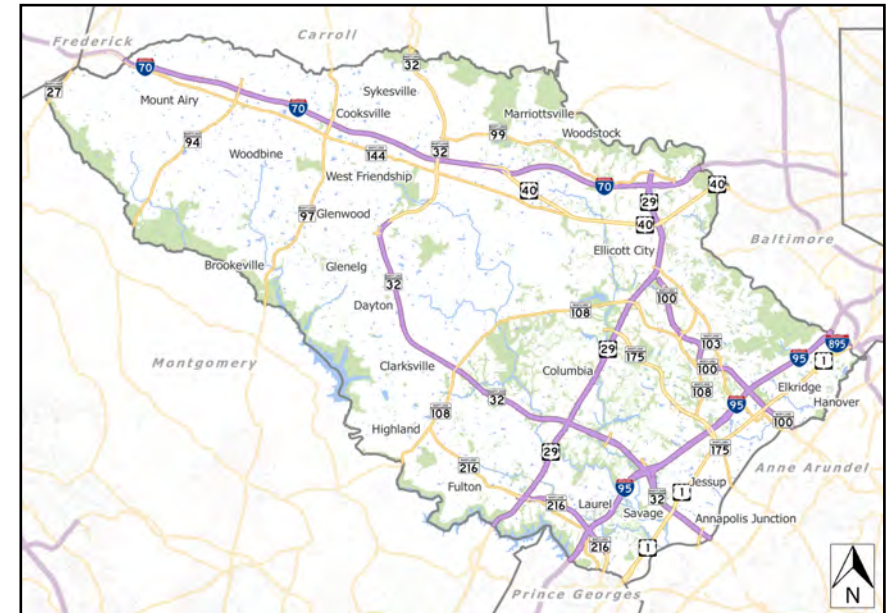 Frederick
Carroll
70
32
27
Mount Airy
70
Sykesville
Cooksville
Marriottsville
94
99
Woodstock
32
Woodbine
144
West Friendship
70
40
29
40
97
Glenwood
40
Ellicott City
Baltimore
Brookeville
Glenelg
32
100
Dayton
108
103
895
95
1
29
175
Montgomery
Clarksville
Columbia
100
108
Elkridge
32
95
Hanover
108
100
Highland
29
175
216
Anne Arundel
Fulton
95
Jessup
1
32
216
Laurel
Savage
Annapolis Junction
216
1
Prince Georges
N